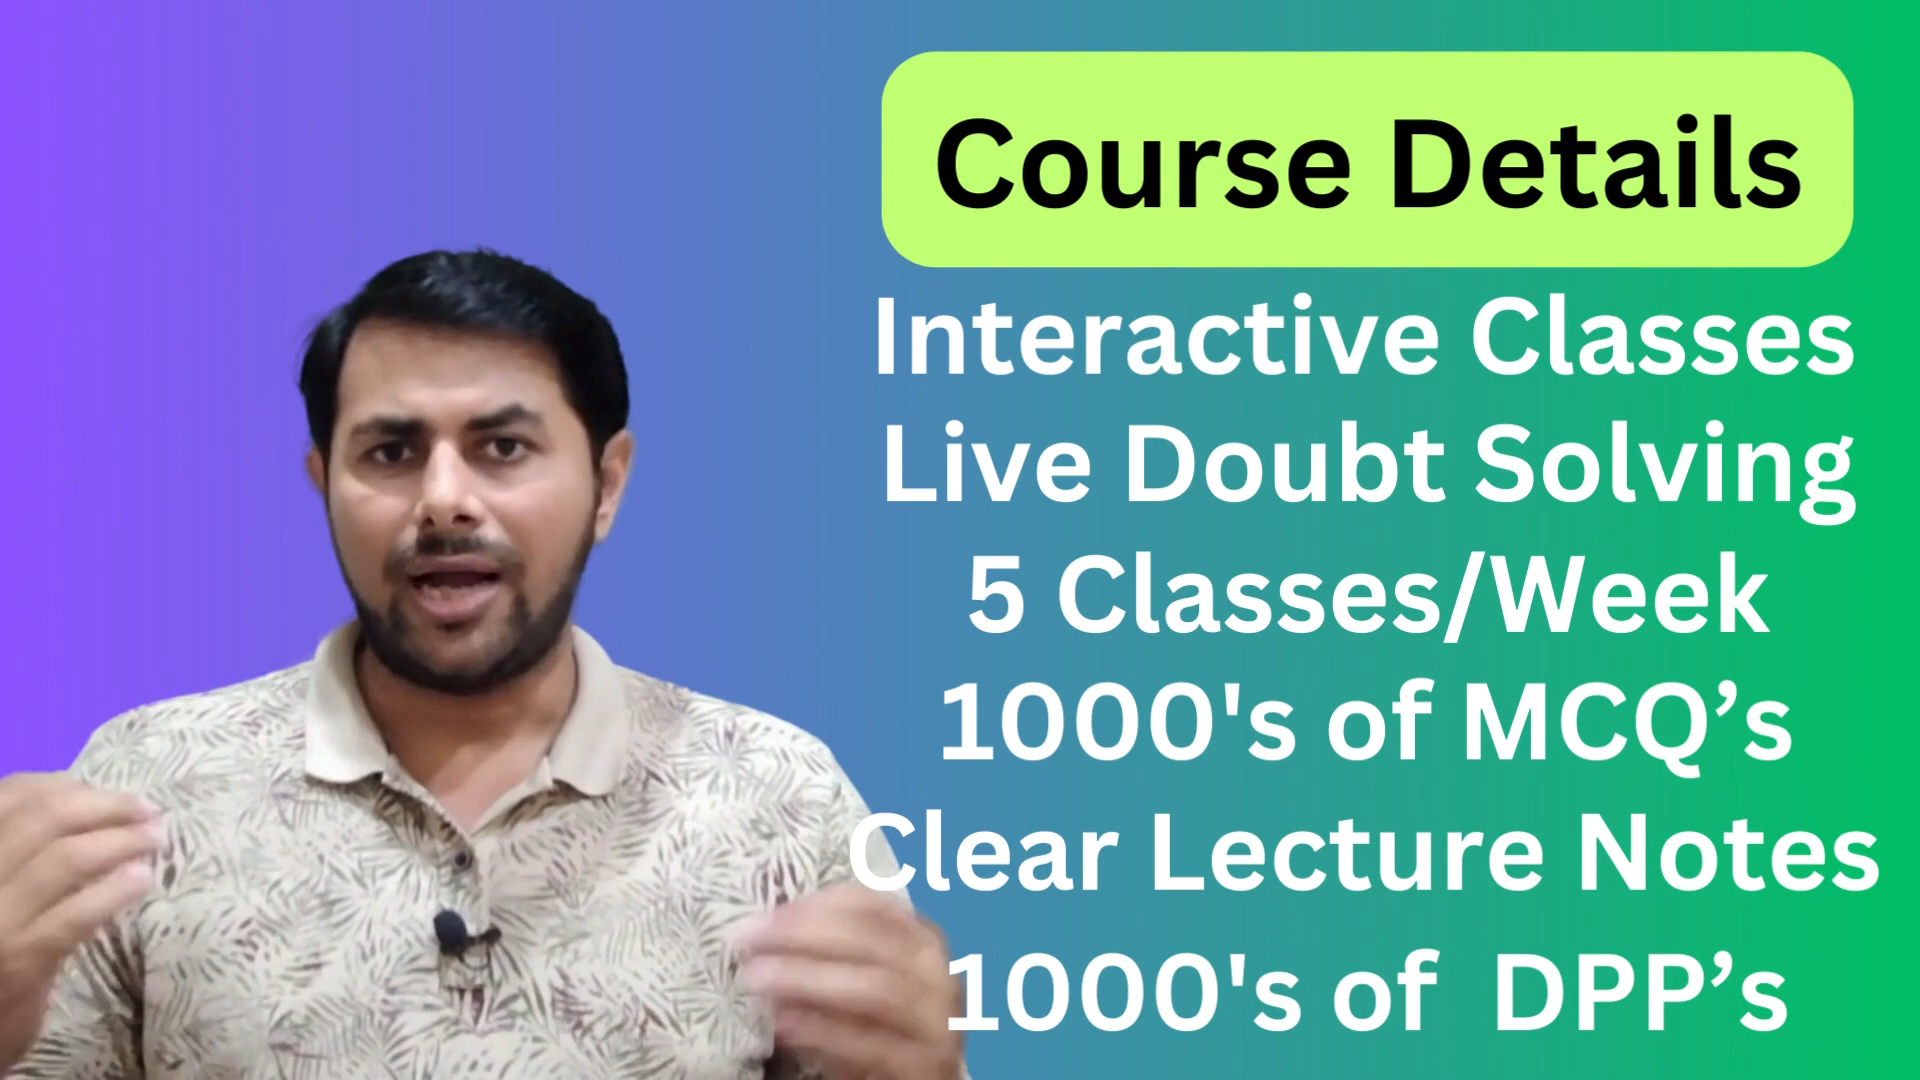 Course Details
Interactive Classes
Live Doubt Solving
5 Classes/Week
1000's of MCQ’s
Clear Lecture Notes
1000's of  DPP’s